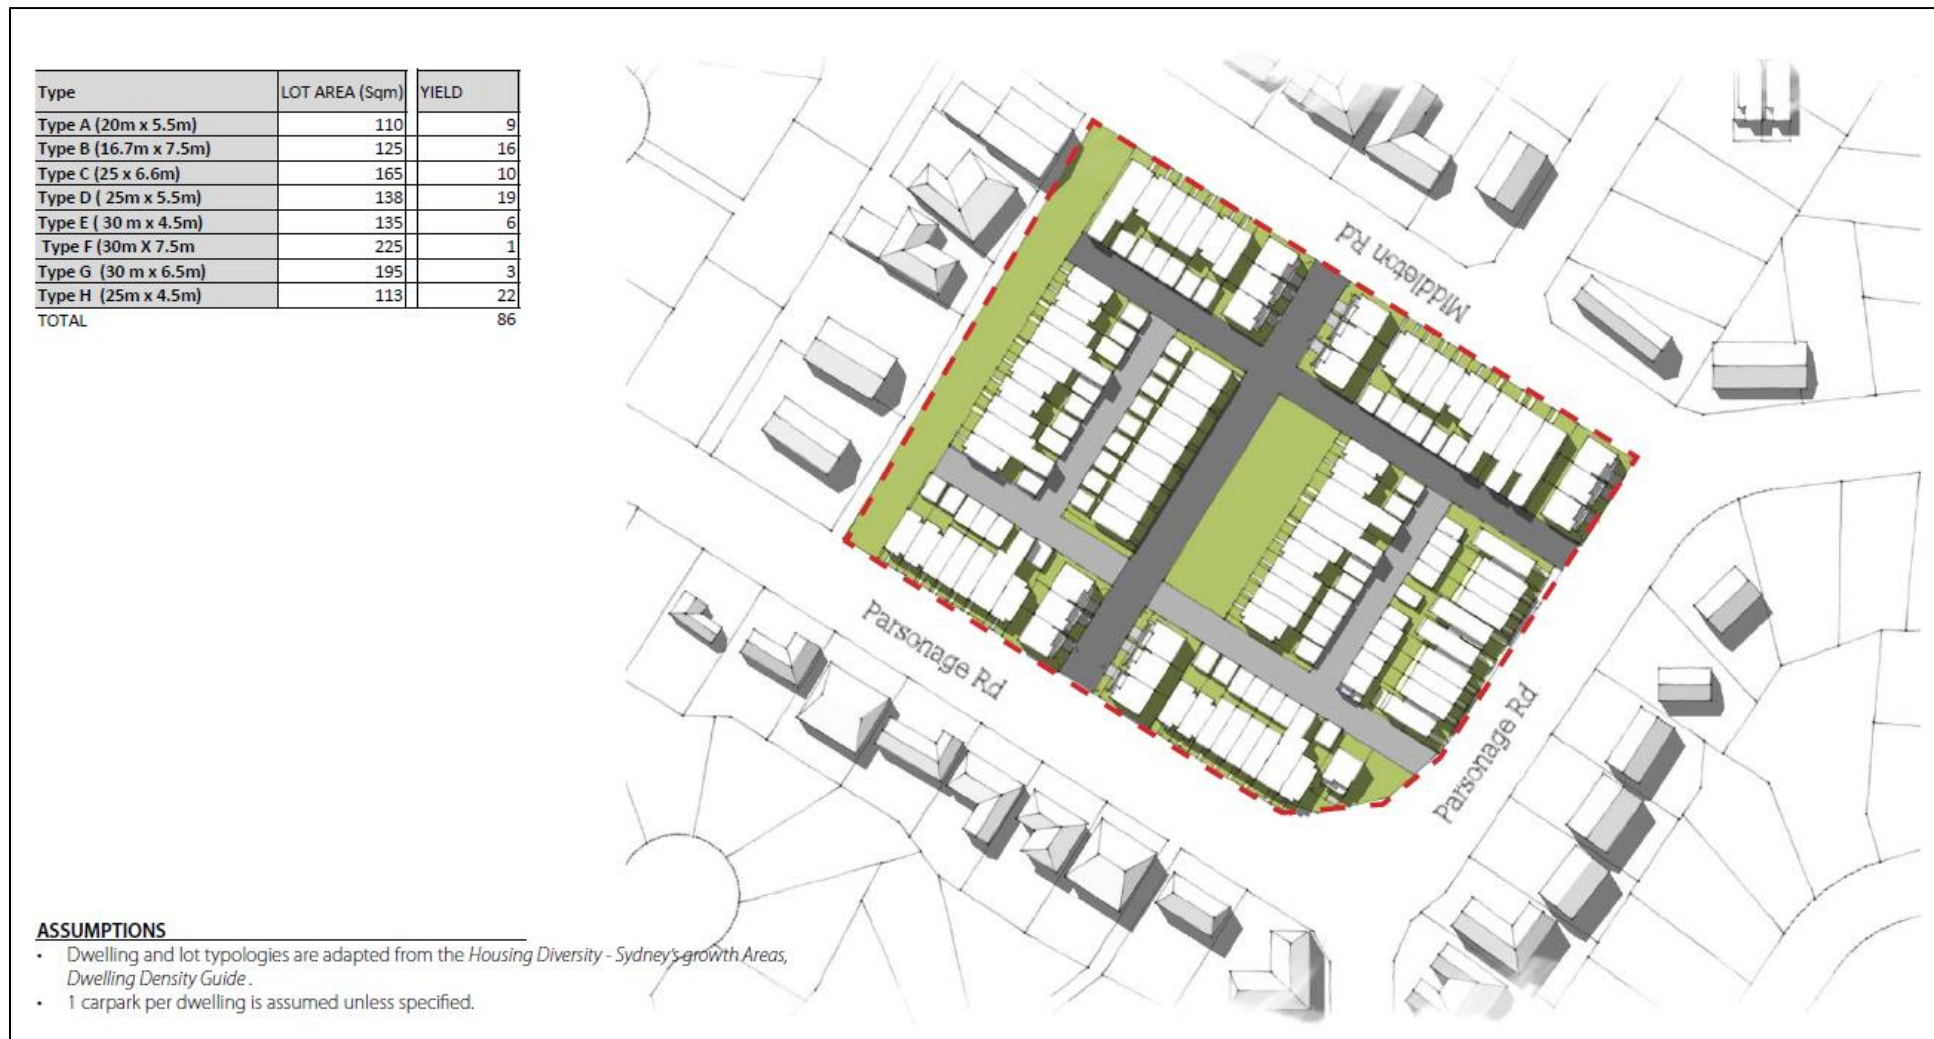 Type LOT AREA (Sqm) YIELD
Type A (20m x 5.5m) 110 9
Type B (16.7m x 7.5m) 125 16
Type C (25 x 6.6m) 165 10
Type D ( 25m x 5.5m) 138 19
Type E ( 30 m x 4.5m) 135 6
Type F (30m X 7.5m 225 1
Type G (30 m x 6.5m) 195 3
Type H (25m x 4.5m) 113 22
TOTAL 86
Middleton Rd
Parsonage Rd
Parsonage Rd
ASSUMPTIONS
• Dwelling and lot typologies are adapted from the Housing Diversity - Sydney's growth Areas,
Dwelling Density Guide .
• 1 carpark per dwelling is assumed unless specified.